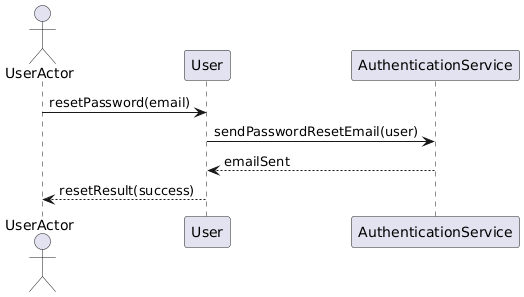 UserActor
User
AuthenticationService
resetPassword(email)
sendPasswordResetEmail(user)
emailSent
resetResult(success)
UserActor
User
AuthenticationService